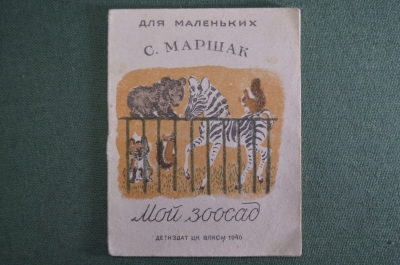 ДЛЯ МАЛЕНЬКИХ
С. МАРШАК
Мой зоосад
ДЕТИЗДАТ ЦК ВЛКСМ 1940